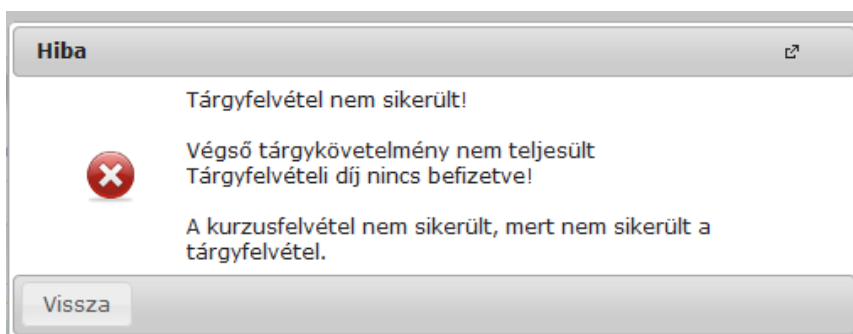 Hiba
Tárgyfelvétel nem sikerült!
Végső tárgykövetelmény nem teljesült
Tárgyfelvételi díj nincs befizetve!
A kurzusfelvétel nem sikerült, mert nem sikerült a
tárgyfelvétel.
Vissza